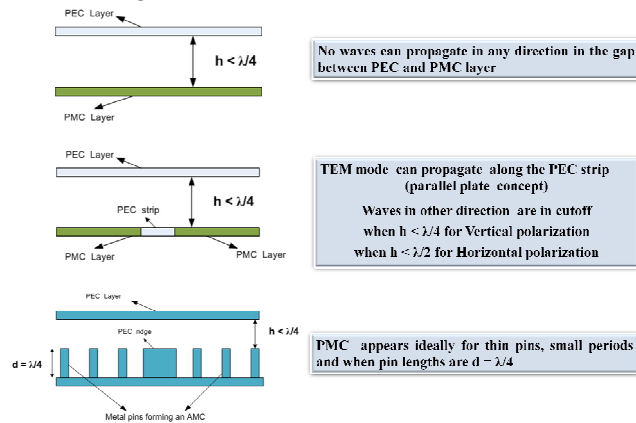 PEC Layer
h < λ/4
PMC Layer
No waves can propagate in any direction in the gap
between PEC and PMC layer
PEC Layer
PEC strip
h < λ/4
PMC Layer
PMC Layer
TEM mode can propagate along the PEC strip
(parallel plate concept)
Waves in other direction are in cutoff
when h < λ/4 for Vertical polarization
when h < λ/2 for Horizontal polarization
PEC Layer
PEC ridge
h < λ/4
d = λ/4
Metal pins forming an AMC
PMC appears ideally for thin pins, small periods
and when pin lengths are d = λ/4